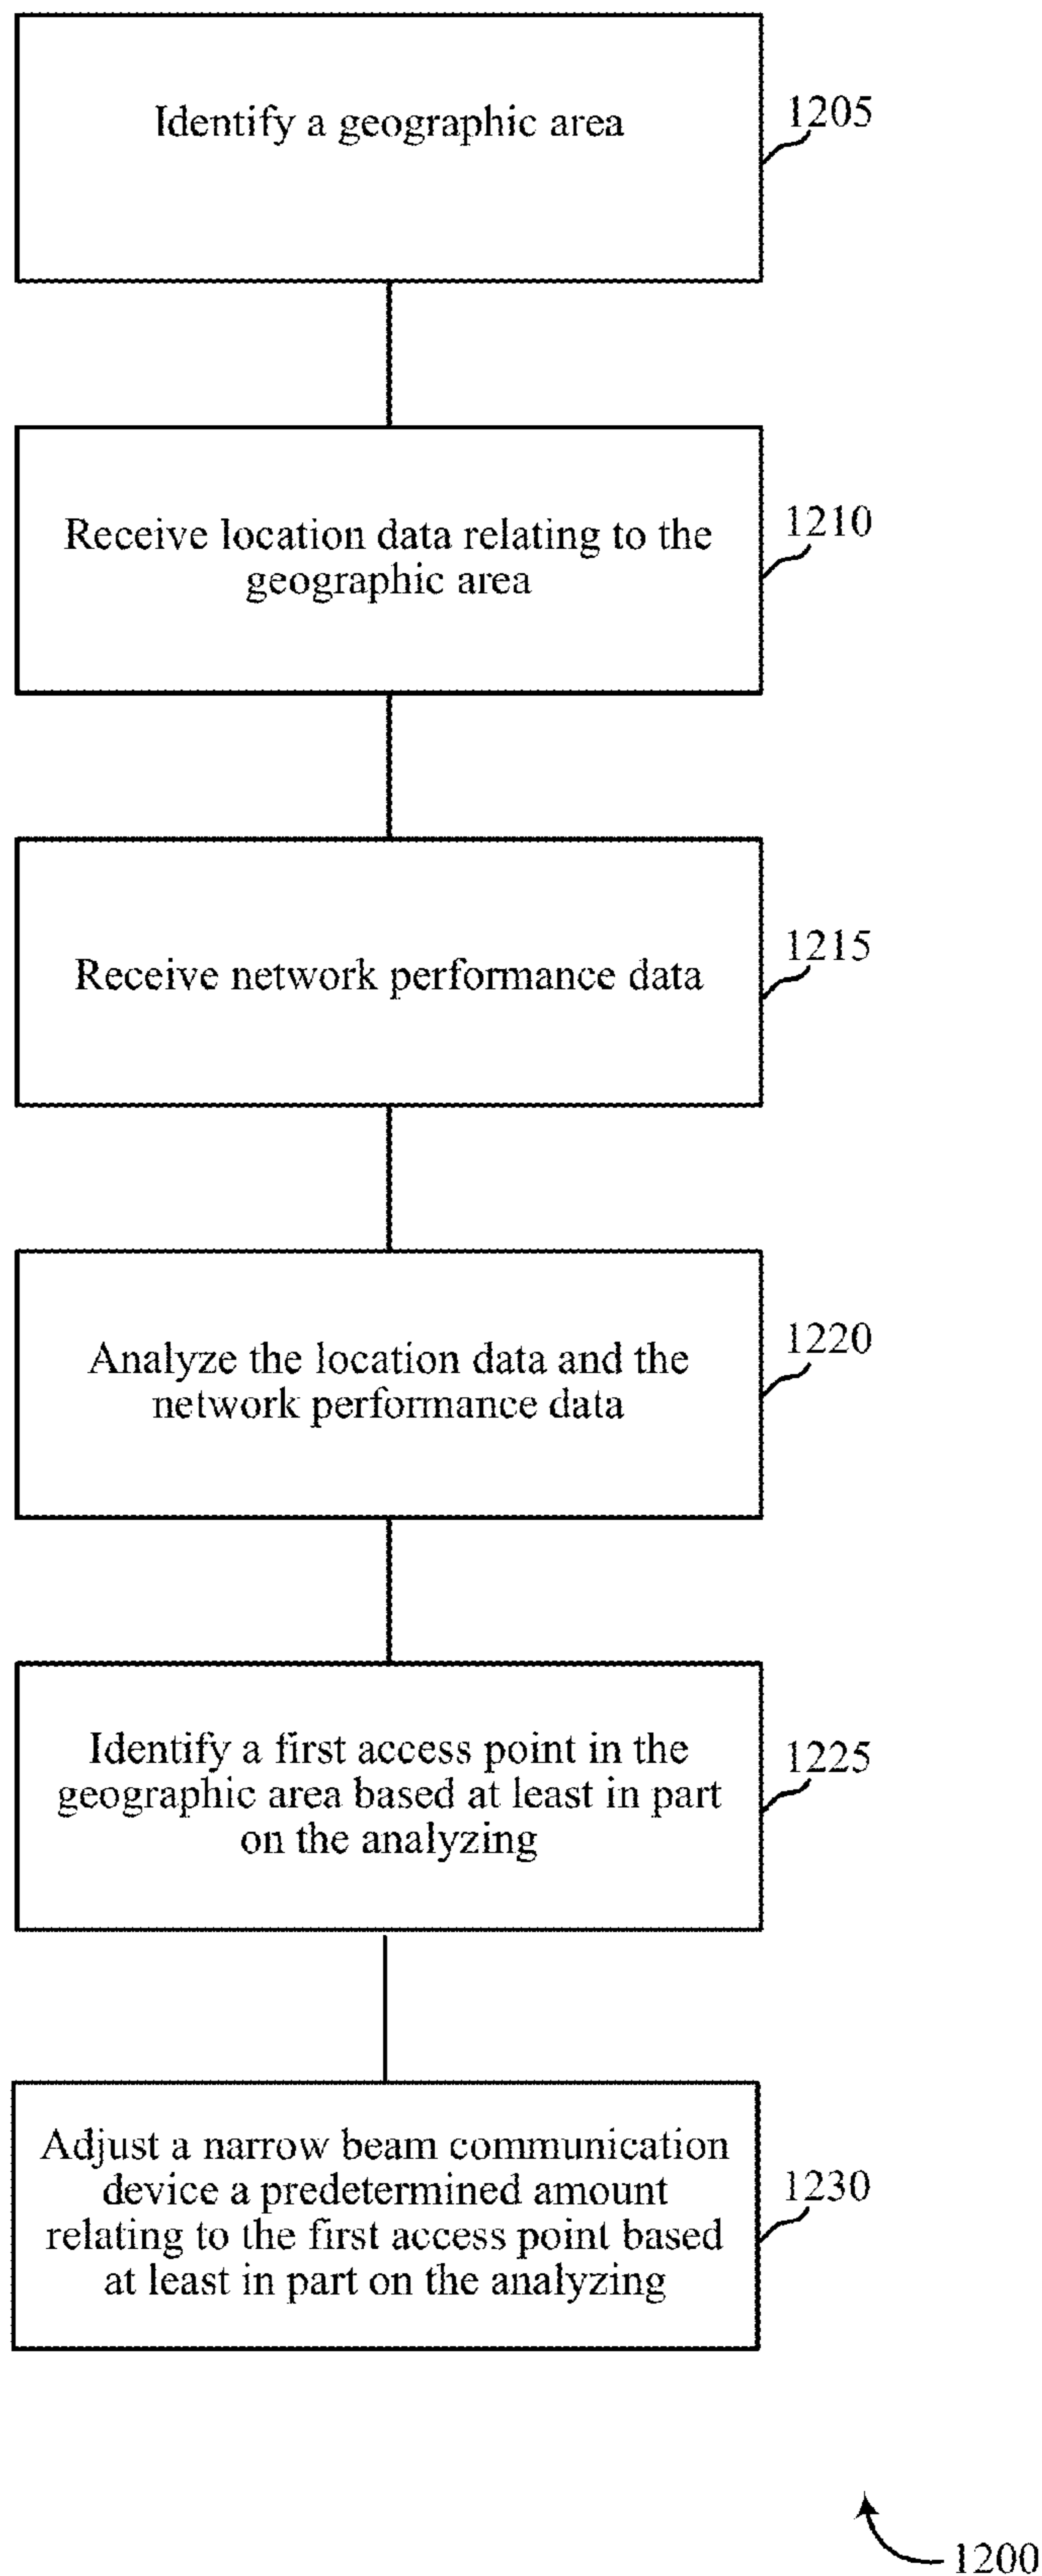 Identify a geographic area
1205
Receive location data relating to the
geographic area
1210
Receive network performance data
1215
Analyze the location data and the
network performance data
1220
Identify a first access point in the
geographic area based at least in part
on the analyzing
1225
Adjust a narrow beam communication
device a predetermined amount
relating to the first access point based
at least in part on the analyzing
1230
1200